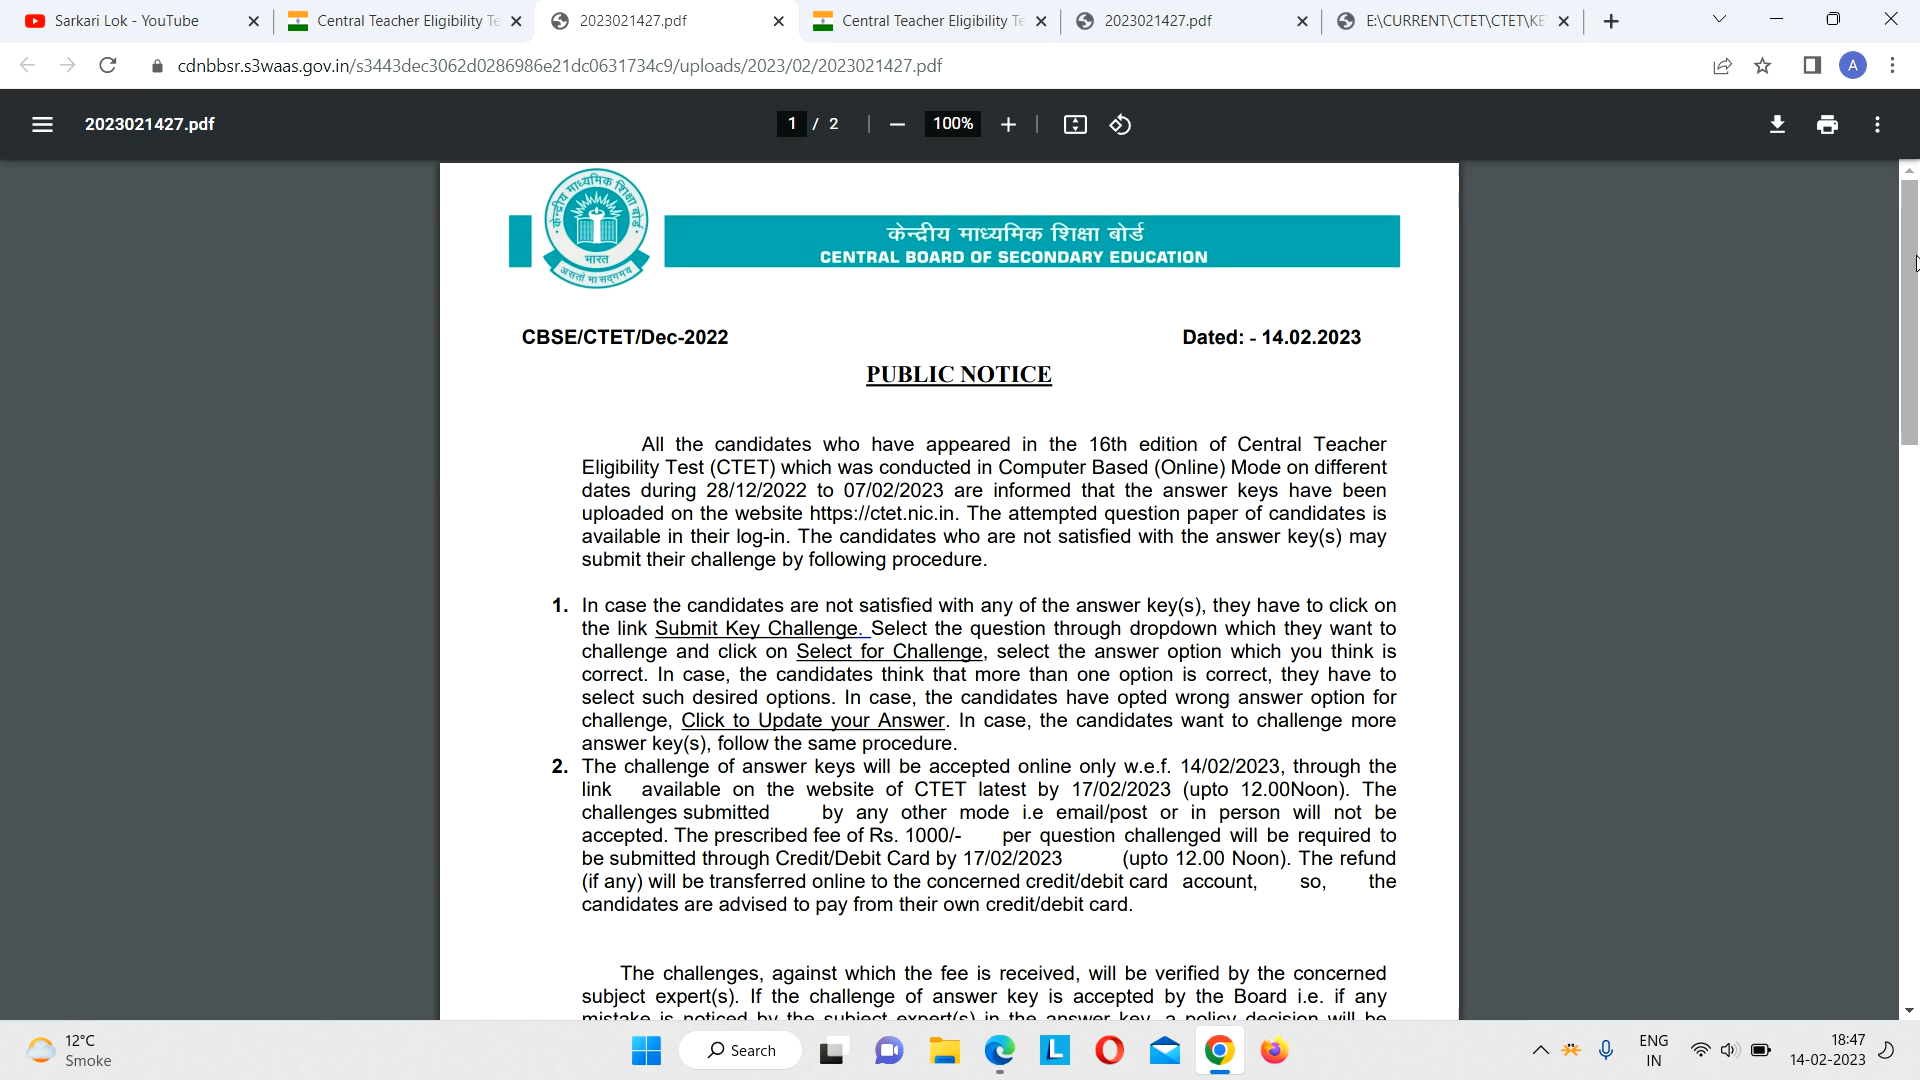 Sarkari Lok - YouTube
Central Teacher Eligibility Te
2023021427.pdf
Central Teacher Eligibility Te
2023021427.pdf
E:\CURRENT\CTET\CTET\KE
cdnbbsr.s3waas.gov.in/s3443dec3062d0286986e21dc0631734c9/uploads/2023/02/2023021427.pdf
A
2023021427.pdf
1 / 2
100%
केन्द्रीय माध्यमिक शिक्षा बोर्ड
भारत
असतो मा सद्गमय
केन्द्रीय माध्यमिक शिक्षा बोर्ड
CENTRAL BOARD OF SECONDARY EDUCATION
CBSE/CTET/Dec-2022 Dated: - 14.02.2023
PUBLIC NOTICE
All the candidates who have appeared in the 16th edition of Central Teacher
Eligibility Test (CTET) which was conducted in Computer Based (Online) Mode on different
dates during 28/12/2022 to 07/02/2023 are informed that the answer keys have been
uploaded on the website https://ctet.nic.in. The attempted question paper of candidates is
available in their log-in. The candidates who are not satisfied with the answer key(s) may
submit their challenge by following procedure.
1. In case the candidates are not satisfied with any of the answer key(s), they have to click on
the link Submit Key Challenge. Select the question through dropdown which they want to
challenge and click on Select for Challenge, select the answer option which you think is
correct. In case, the candidates think that more than one option is correct, they have to
select such desired options. In case, the candidates have opted wrong answer option for
challenge, Click to Update your Answer. In case, the candidates want to challenge more
answer key(s), follow the same procedure.
2. The challenge of answer keys will be accepted online only w.e.f. 14/02/2023, through the
link available on the website of CTET latest by 17/02/2023 (upto 12.00Noon). The
challenges submitted by any other mode i.e email/post or in person will not be
accepted. The prescribed fee of Rs. 1000/- per question challenged will be required to
be submitted through Credit/Debit Card by 17/02/2023 (upto 12.00 Noon). The refund
(if any) will be transferred online to the concerned credit/debit card account, so, the
candidates are advised to pay from their own credit/debit card.
The challenges, against which the fee is received, will be verified by the concerned
subject expert(s). If the challenge of answer key is accepted by the Board i.e. if any
mistake is noticed by the subject expert(s) in the answer key, a policy decision will be
12°C
Smoke
Search
L
ENG
IN
18:47
14-02-2023